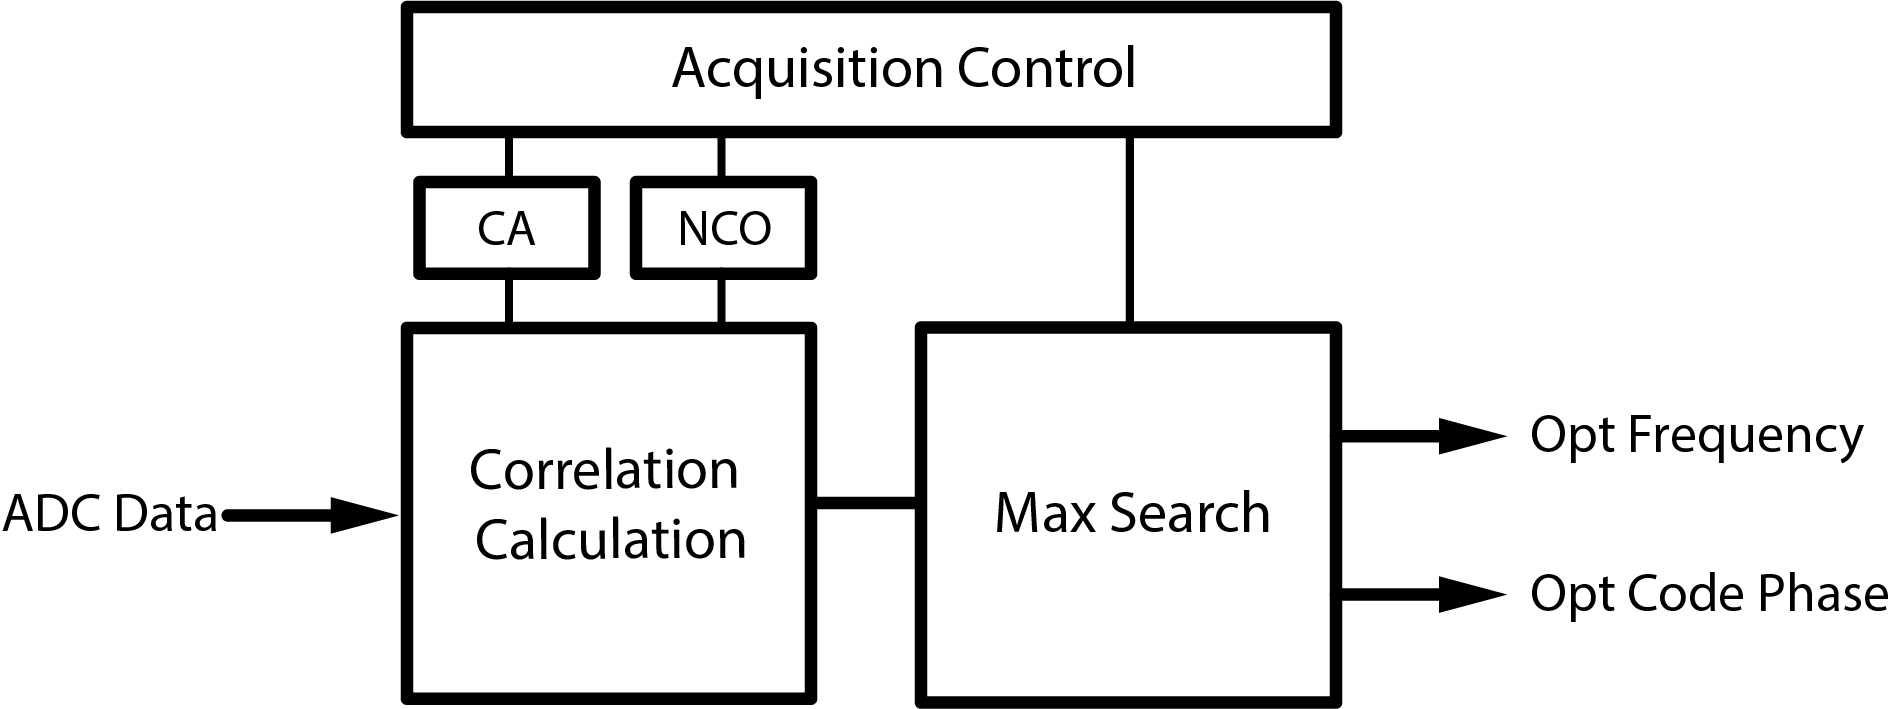 Acquisition Control
CA
NCO
Correlation
Calculation
ADC Data
Max Search
Opt Frequency
Opt Code Phase